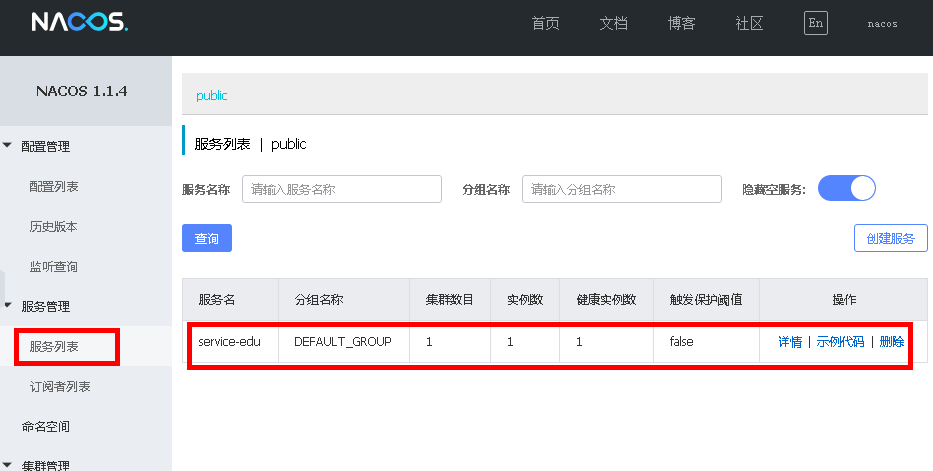 NACOS. 首页 文档 博客 社区 En nacos
NACOS 1.1.4
public
配置管理
服务列表 | public
配置列表
服务名称 请输入服务名称 分组名称 请输入分组名称 隐藏空服务:
历史版本
查询 创建服务
监听查询
服务管理
服务名 分组名称 集群数目 实例数 健康实例数 触发保护阈值 操作
服务列表
service-edu DEFAULT_GROUP 1 1 1 false 详情 | 示例代码 | 删除
订阅者列表
命名空间
集群管理